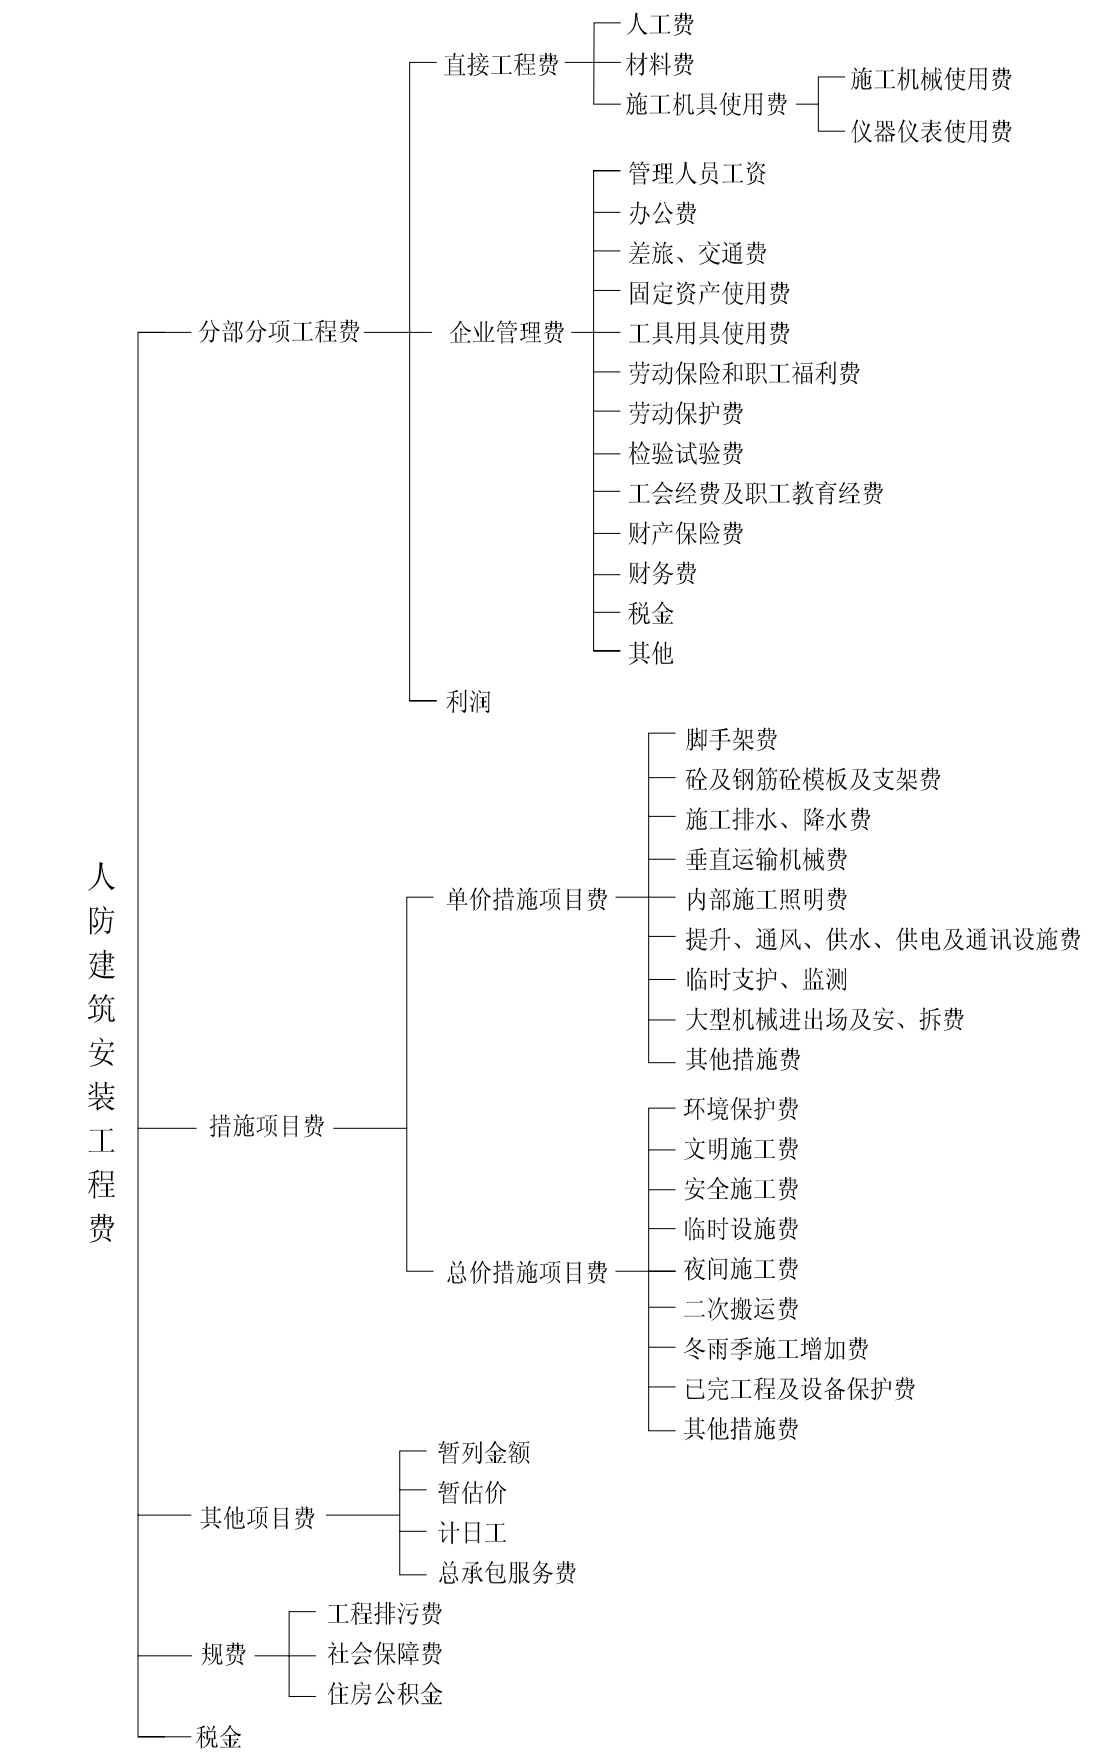 人防建筑安装工程费
分部分项工程费
直接工程费
人工费
材料费
施工机具使用费
施工机械使用费
仪器仪表使用费
企业管理费
管理人员工资
办公费
差旅、交通费
固定资产使用费
工具用具使用费
劳动保险和职工福利费
劳动保护费
检验试验费
工会经费及职工教育经费
财产保险费
财务费
税金
其他
利润
措施项目费
单价措施项目费
脚手架费
砼及钢筋砼模板及支架费
施工排水、降水费
垂直运输机械费
内部施工照明费
提升、通风、供水、供电及通讯设施费
临时支护、监测
大型机械进出场及安、拆费
其他措施费
总价措施项目费
环境保护费
文明施工费
安全施工费
临时设施费
夜间施工费
二次搬运费
冬雨季施工增加费
已完工程及设备保护费
其他措施费
其他项目费
暂列金额
暂估价
计日工
总承包服务费
规费
工程排污费
社会保障费
住房公积金
税金